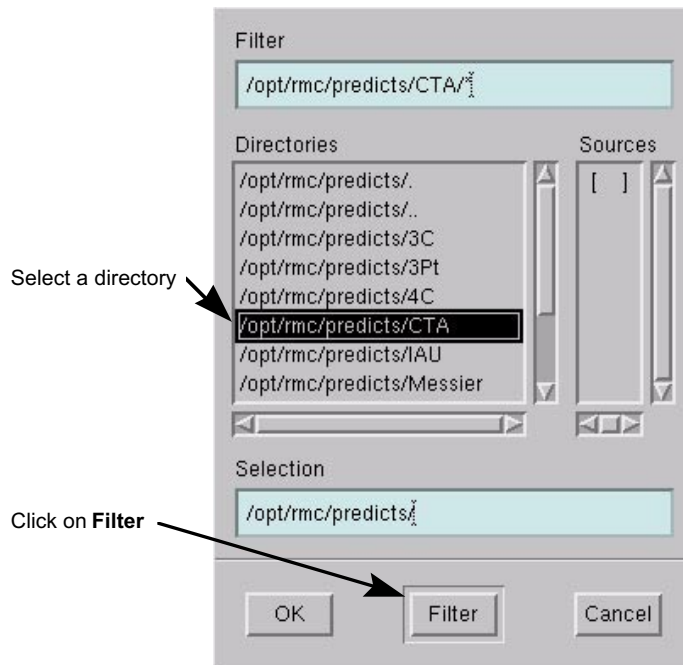 Filter
/opt/rmc/predicts/CTA/*
Directories Sources
/opt/rmc/predicts/. [ ]
/opt/rmc/predicts/..
/opt/rmc/predicts/3C
/opt/rmc/predicts/3Pt
Select a directory
/opt/rmc/predicts/4C
/opt/rmc/predicts/CTA
/opt/rmc/predicts/IAU
/opt/rmc/predicts/Messier
Selection
/opt/rmc/predicts/
Click on Filter
OK Filter Cancel